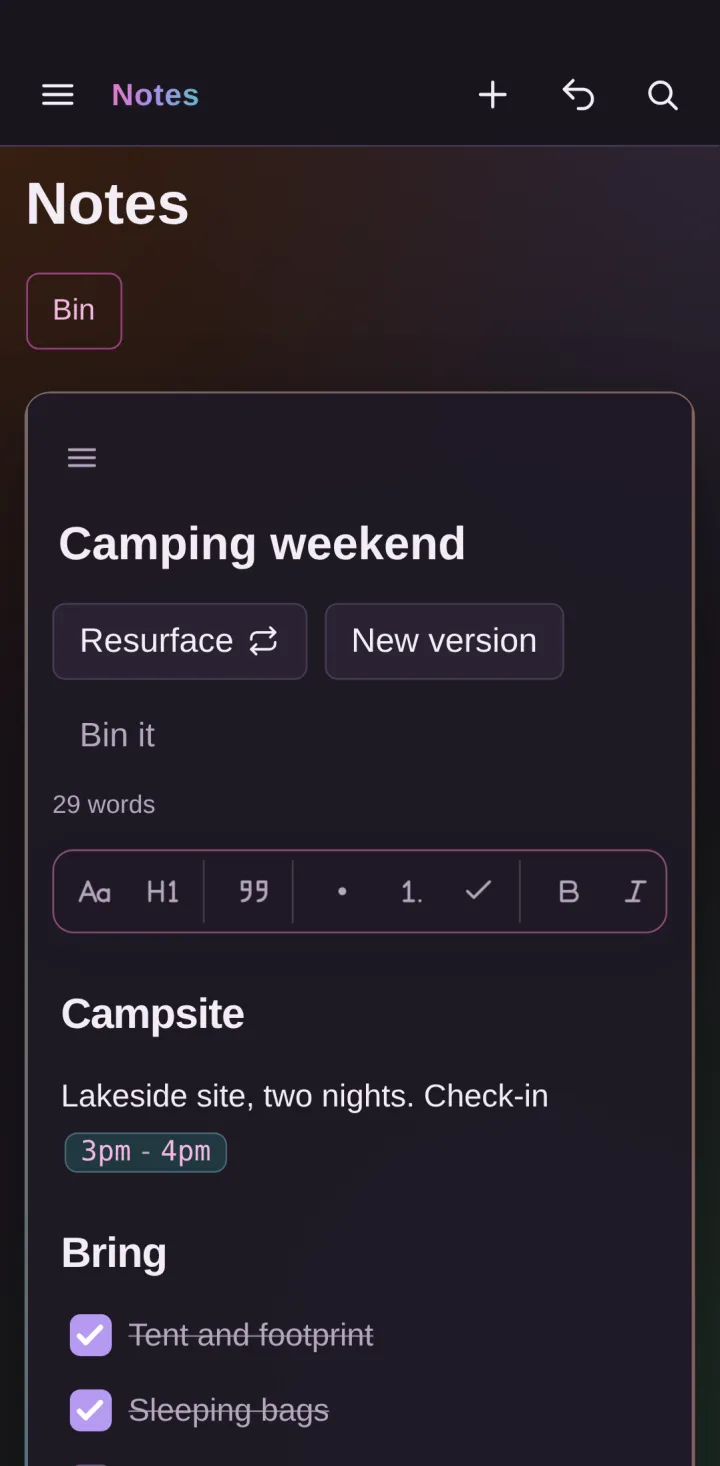 Notes
Notes
Bin
Camping weekend
Resurface New version
Bin it
29 words
Aa H1 99 • 1. B I
Campsite
Lakeside site, two nights. Check-in
3pm - 4pm
Bring
Tent and footprint
Sleeping bags